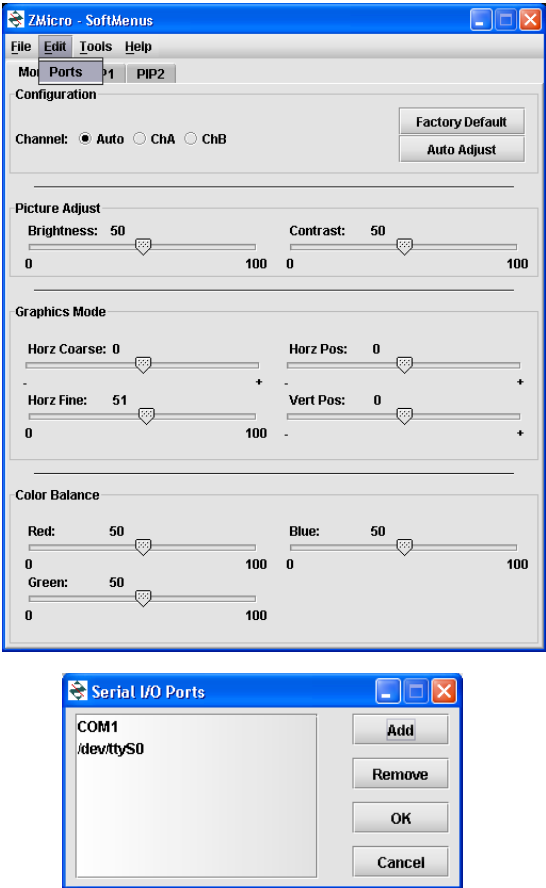 ZMicro - SoftMenus
File Edit Tools Help
Ports PIP2
Configuration
Channel: Auto ChA ChB
Factory Default
Auto Adjust
Picture Adjust
Brightness: 50 Contrast: 50
0 100 0 100
Graphics Mode
Horz Coarse: 0 Horz Pos: 0
- + - +
Horz Fine: 51 Vert Pos: 0
0 100 - +
Color Balance
Red: 50 Blue: 50
0 100 0 100
Green: 50
0 100
Serial I/O Ports
COM1
/dev/ttyS0
Add
Remove
OK
Cancel